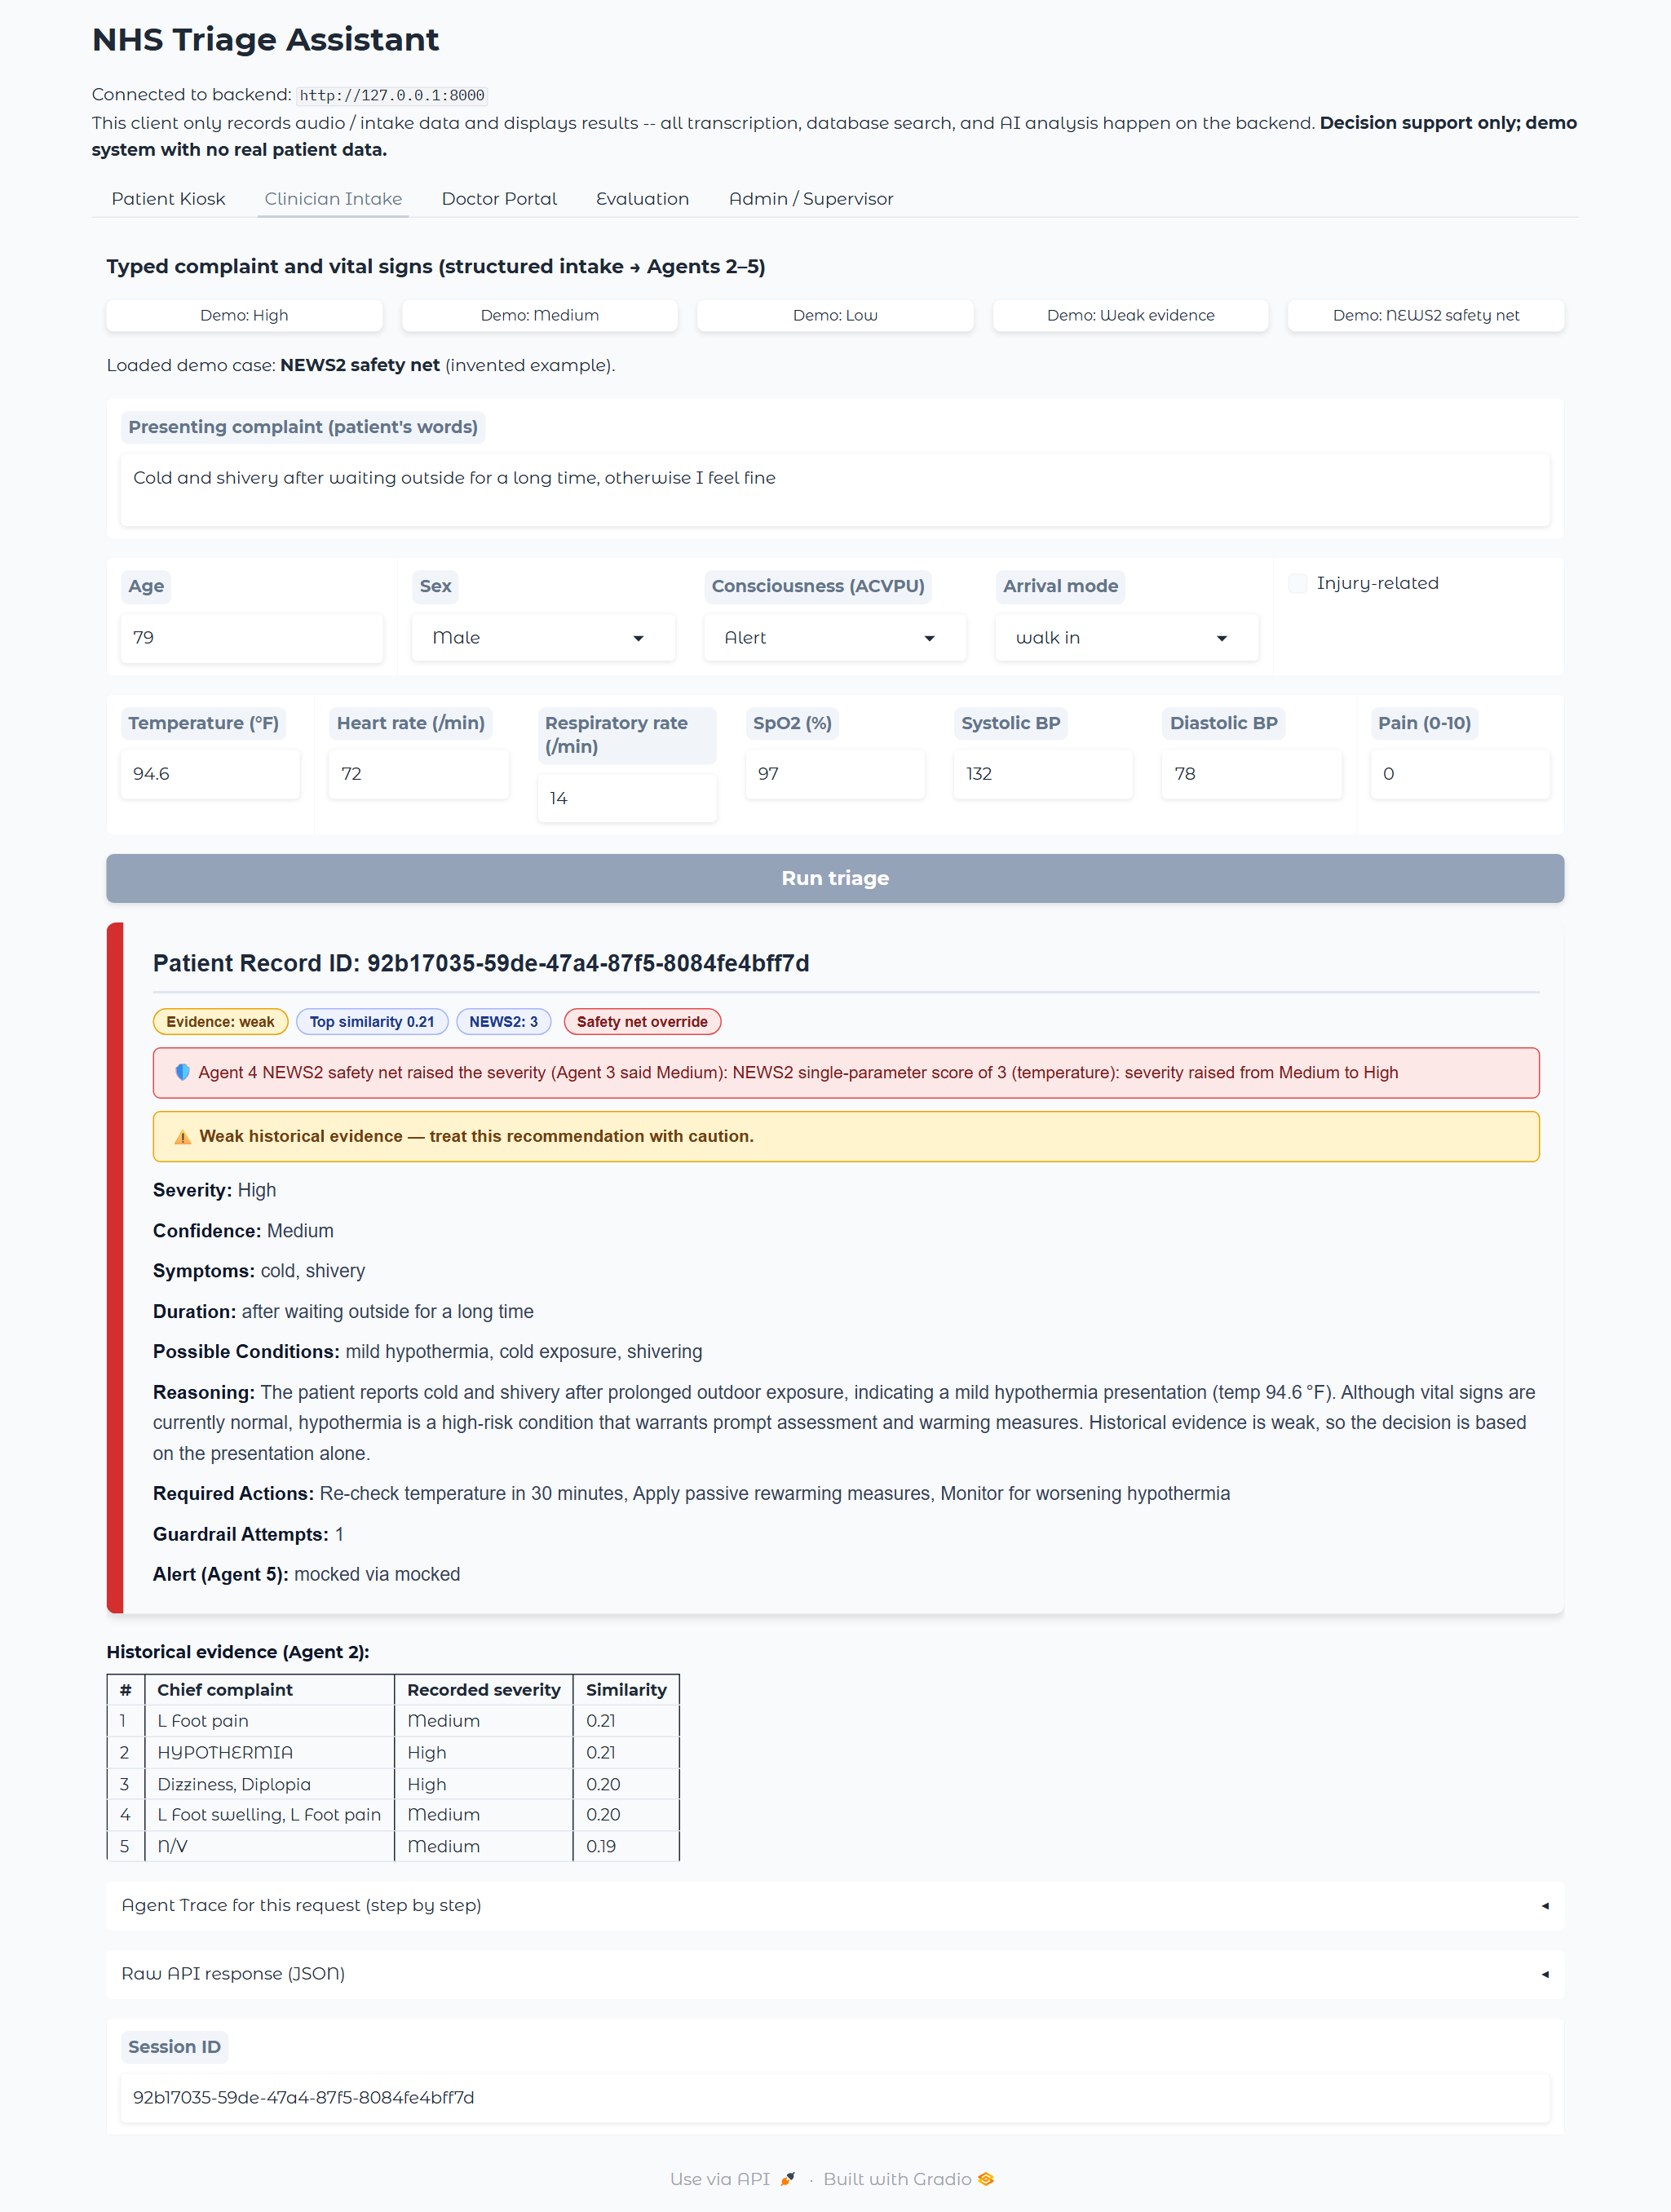 NHS Triage Assistant
Connected to backend: http://127.0.0.1:8000
This client only records audio / intake data and displays results -- all transcription, database search, and AI analysis happen on the backend. Decision support only; demo
system with no real patient data.
Patient Kiosk Clinician Intake Doctor Portal Evaluation Admin / Supervisor
Typed complaint and vital signs (structured intake → Agents 2–5)
Demo: High Demo: Medium Demo: Low Demo: Weak evidence Demo: NEWS2 safety net
Loaded demo case: NEWS2 safety net (invented example).
Presenting complaint (patient's words)
Cold and shivery after waiting outside for a long time, otherwise I feel fine
Age Sex Consciousness (ACVPU) Arrival mode Injury-related
79 Male Alert walk in
Temperature (°F) Heart rate (/min) Respiratory rate SpO2 (%) Systolic BP Diastolic BP Pain (0-10)
(/min)
94.6 72 14 97 132 78 0
Run triage
Patient Record ID: 92b17035-59de-47a4-87f5-8084fe4bff7d
Evidence: weak Top similarity 0.21 NEWS2: 3 Safety net override
Agent 4 NEWS2 safety net raised the severity (Agent 3 said Medium): NEWS2 single-parameter score of 3 (temperature): severity raised from Medium to High
Weak historical evidence — treat this recommendation with caution.
Severity: High
Confidence: Medium
Symptoms: cold, shivery
Duration: after waiting outside for a long time
Possible Conditions: mild hypothermia, cold exposure, shivering
Reasoning: The patient reports cold and shivery after prolonged outdoor exposure, indicating a mild hypothermia presentation (temp 94.6 °F). Although vital signs are
currently normal, hypothermia is a high-risk condition that warrants prompt assessment and warming measures. Historical evidence is weak, so the decision is based
on the presentation alone.
Required Actions: Re-check temperature in 30 minutes, Apply passive rewarming measures, Monitor for worsening hypothermia
Guardrail Attempts: 1
Alert (Agent 5): mocked via mocked
Historical evidence (Agent 2):
# Chief complaint Recorded severity Similarity
1 L Foot pain Medium 0.21
2 HYPOTHERMIA High 0.21
3 Dizziness, Diplopia High 0.20
4 L Foot swelling, L Foot pain Medium 0.20
5 N/V Medium 0.19
Agent Trace for this request (step by step)
Raw API response (JSON)
Session ID
92b17035-59de-47a4-87f5-8084fe4bff7d
Use via API · Built with Gradio